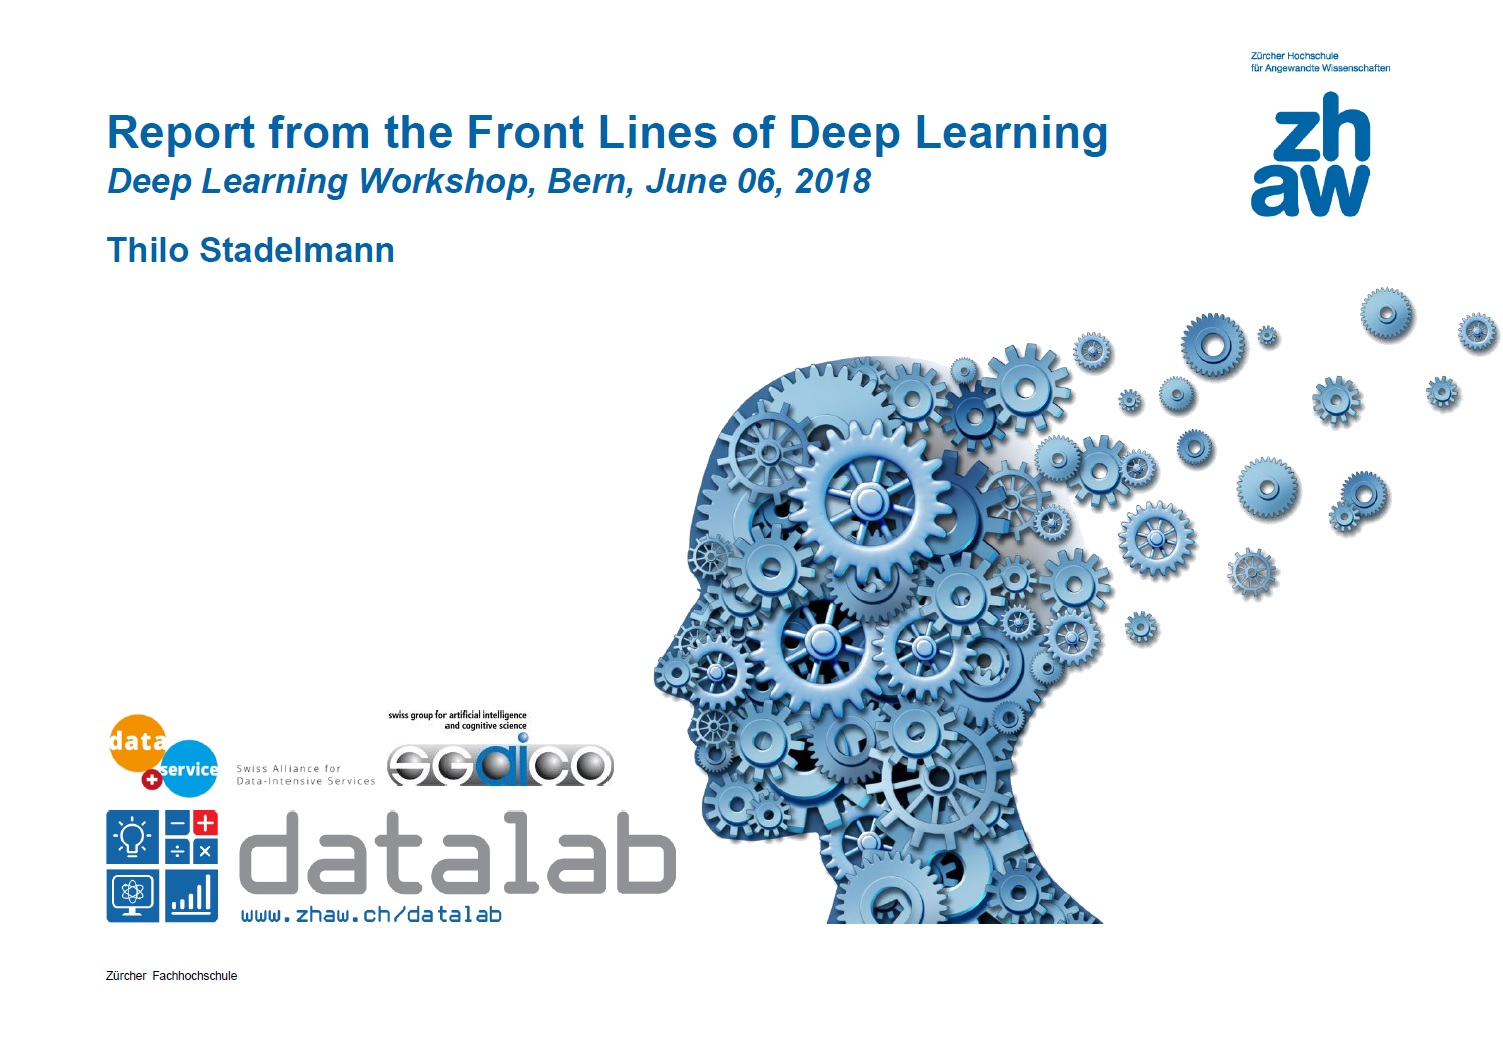 Zürcher Hochschule
für Angewandte Wissenschaften
zh
aw
Report from the Front Lines of Deep Learning
Deep Learning Workshop, Bern, June 06, 2018
Thilo Stadelmann
swiss group for artificial intelligence
and cognitive science
sgaico
data
+
service
Swiss Alliance for
Data-Intensive Services
− +
÷ ×
datalab
www.zhaw.ch/datalab
Zürcher Fachhochschule